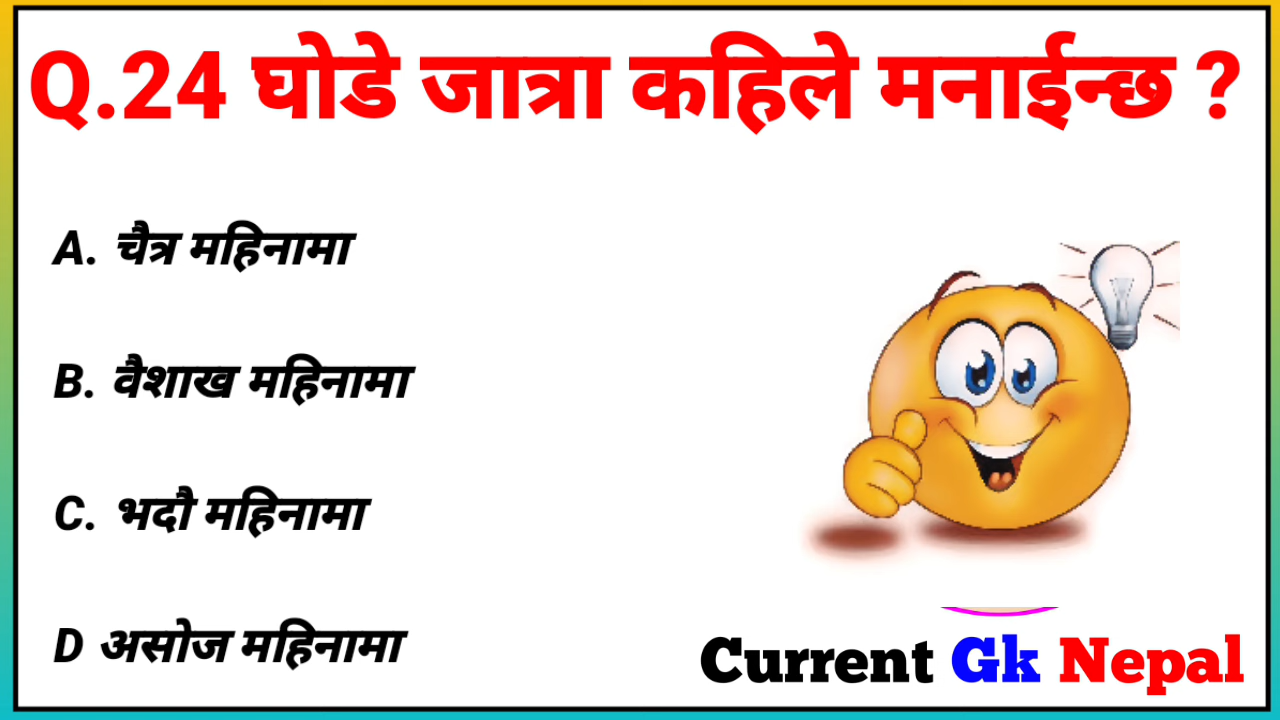 Q.24 घोडे जात्रा कहिले मनाईन्छ ?
A. चैत्र महिनामा
B. वैशाख महिनामा
C. भदौ महिनामा
D असोज महिनामा
Current Gk Nepal